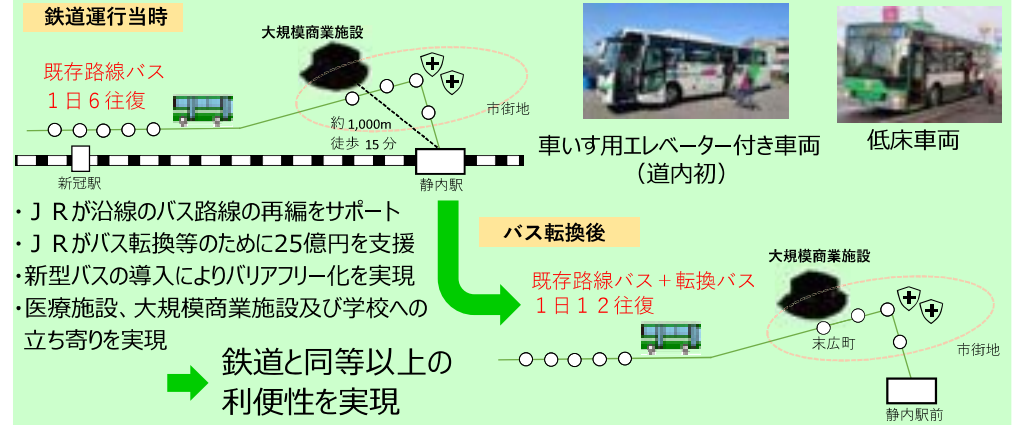 鉄道運行当時
大規模商業施設
既存路線バス
１日６往復
市街地
約 1,000m
徒歩 15 分
新冠駅
静内駅
車いす用エレベーター付き車両
（道内初）
低床車両
・ＪＲが沿線のバス路線の再編をサポート
・ＪＲがバス転換等のために25億円を支援
・新型バスの導入によりバリアフリー化を実現
・医療施設、大規模商業施設及び学校への
立ち寄りを実現
鉄道と同等以上の
利便性を実現
バス転換後
大規模商業施設
既存路線バス＋転換バス
１日１２往復
末広町
市街地
静内駅前